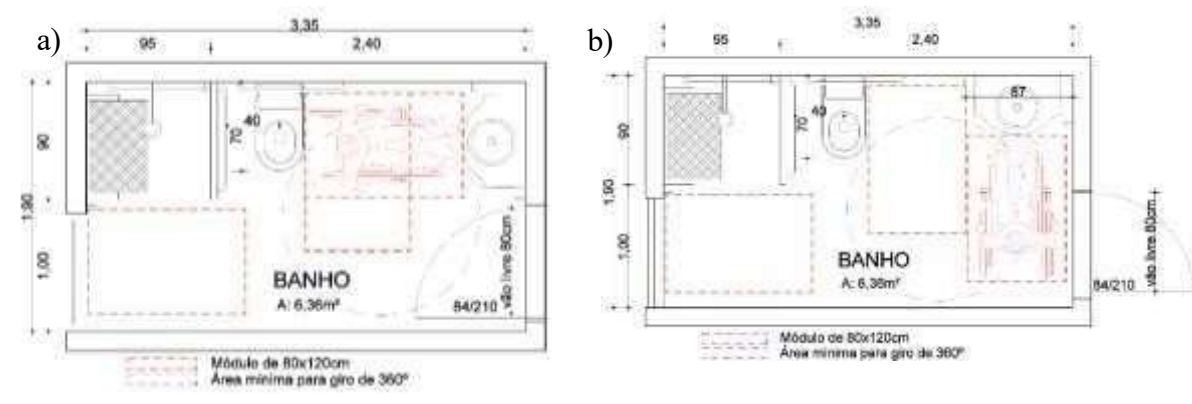 a)
3,35
95
2,40
90
1,90
1,00
40
70
BANHO
A: 6,36m²
vão livre 80cm
84/210
Módulo de 80x120cm
Área mínima para giro de 360º
b)
3,35
2,40
90
1,90
1,00
40
70
67
BANHO
A: 6,36m²
vão livre 80cm
84/210
Módulo de 80x120cm
Área mínima para giro de 360º